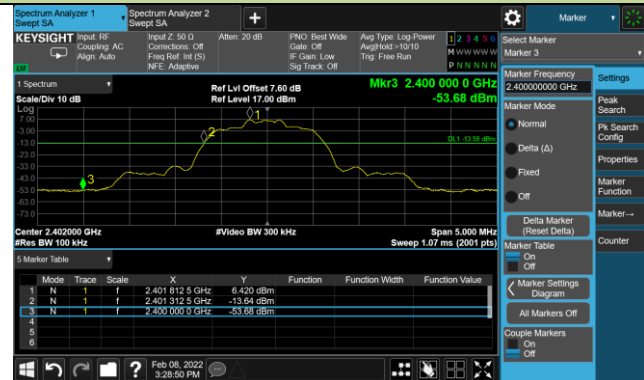 Spectrum Analyzer 1
Swept SA
Spectrum Analyzer 2
Swept SA
+
Marker
KEYSIGHT
Input: RF
Coupling: AC
Align: Auto
Input Z: 50 Ω
Corrections: Off
Freq Ref: Int (S)
NFE: Adaptive
Atten: 20 dB
PNO: Best Wide
Gate: Off
IF Gain: Low
Sig Track: Off
Avg Type: Log-Power
Avg|Hold:>10/10
Trig: Free Run
1 2 3 4 5 6
M W W W W W
P N N N N N
Select Marker
Marker 3
1 Spectrum
Scale/Div 10 dB
Ref Lvl Offset 7.60 dB
Ref Level 17.00 dBm
Mkr3 2.400 000 0 GHz
-53.68 dBm
Log
7.00
-3.00
-13.0
-23.0
-33.0
-43.0
-53.0
-63.0
-73.0
1
2
3
DL1 -13.58 dBm
Center 2.402000 GHz
#Res BW 100 kHz
#Video BW 300 kHz
Span 5.000 MHz
Sweep 1.07 ms (2001 pts)
5 Marker Table
Mode Trace Scale X Y Function Function Width Function Value
1 N 1 f 2.401 812 5 GHz 6.420 dBm
2 N 1 f 2.401 312 5 GHz -13.64 dBm
3 N 1 f 2.400 000 0 GHz -53.68 dBm
4
5
6
Marker Frequency
2.400000000 GHz
Marker Mode
Normal
Delta (Δ)
Fixed
Off
Delta Marker
(Reset Delta)
Marker Table
On
Off
Marker Settings
Diagram
All Markers Off
Couple Markers
On
Off
Settings
Peak
Search
Pk Search
Config
Properties
Marker
Function
Marker→
Counter
?
Feb 08, 2022
3:28:50 PM